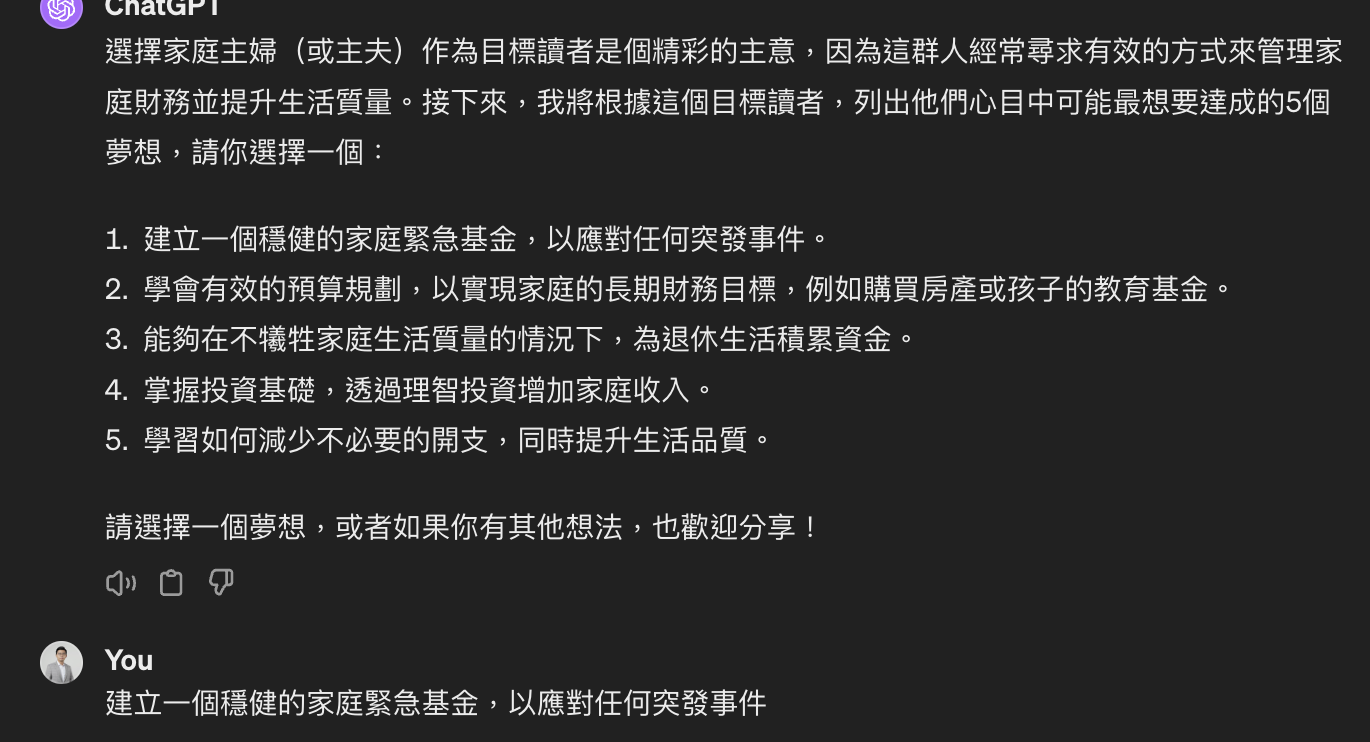 ChatGPT
選擇家庭主婦（或主夫）作為目標讀者是個精彩的主意，因為這群人經常尋求有效的方式來管理家
庭財務並提升生活質量。接下來，我將根據這個目標讀者，列出他們心目中可能最想要達成的5個
夢想，請你選擇一個：
1. 建立一個穩健的家庭緊急基金，以應對任何突發事件。
2. 學會有效的預算規劃，以實現家庭的長期財務目標，例如購買房產或孩子的教育基金。
3. 能夠在不犧牲家庭生活質量的情況下，為退休生活積累資金。
4. 掌握投資基礎，透過理智投資增加家庭收入。
5. 學習如何減少不必要的開支，同時提升生活品質。
請選擇一個夢想，或者如果你有其他想法，也歡迎分享！
You
建立一個穩健的家庭緊急基金，以應對任何突發事件